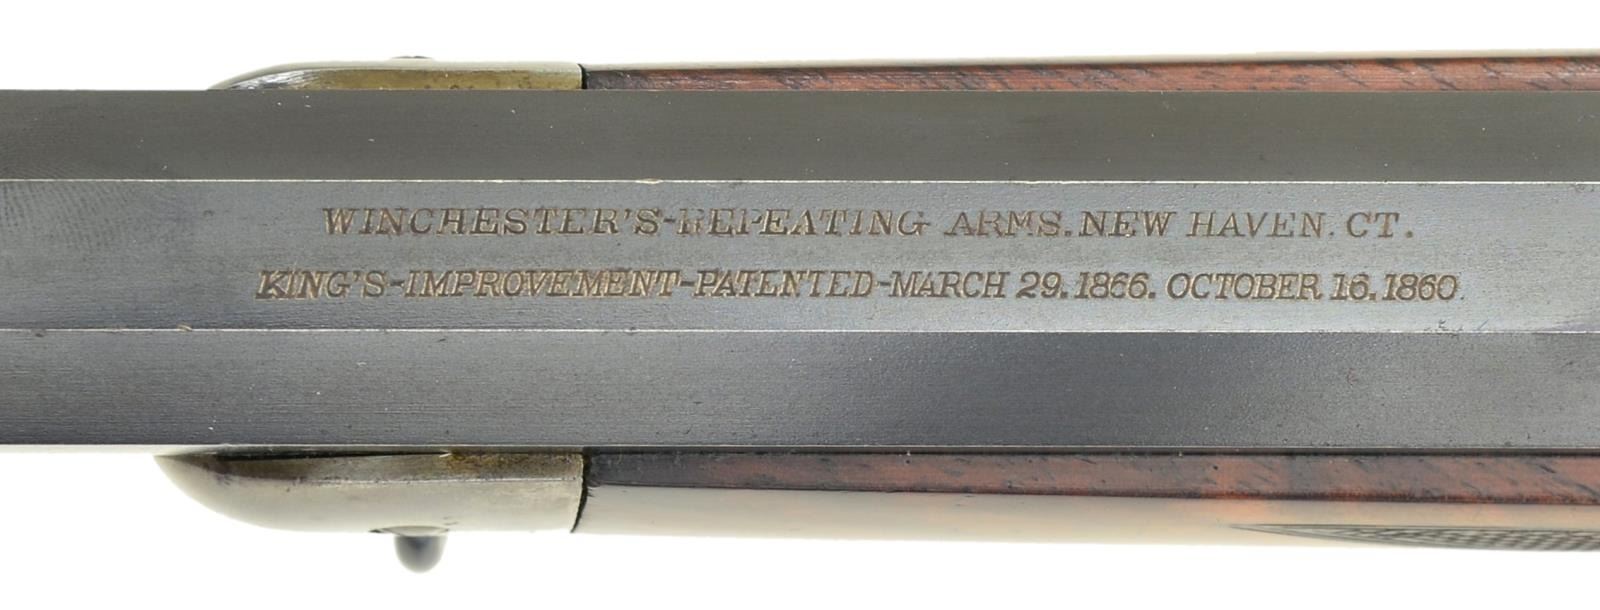 WINCHESTER'S-REPEATING ARMS. NEW HAVEN. CT.
KING'S-IMPROVEMENT-PATENTED-MARCH 29. 1866. OCTOBER 16. 1860